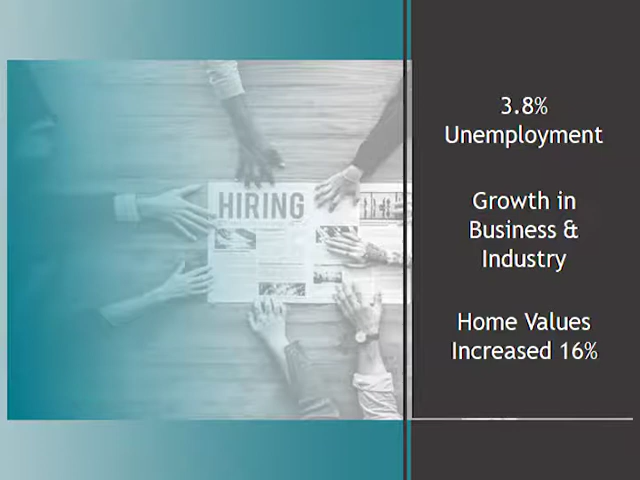 HIRING
3.8%
Unemployment
Growth in
Business &
Industry
Home Values
Increased 16%